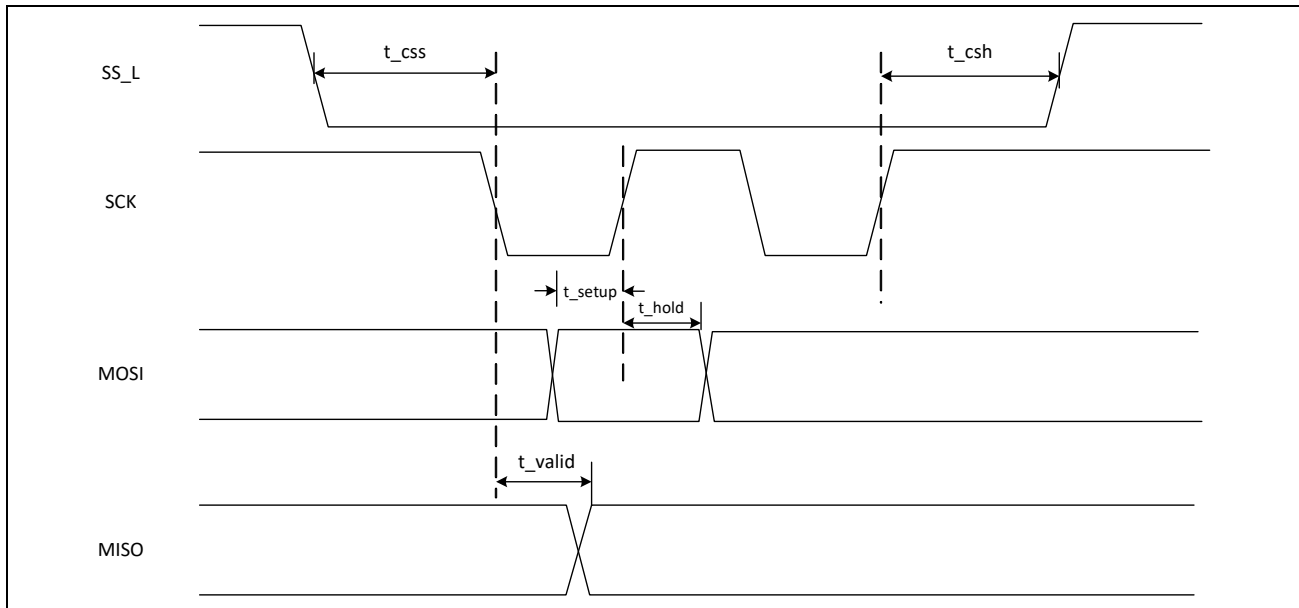 t_css
t_csh
SS_L
SCK
t_setup
t_hold
MOSI
t_valid
MISO